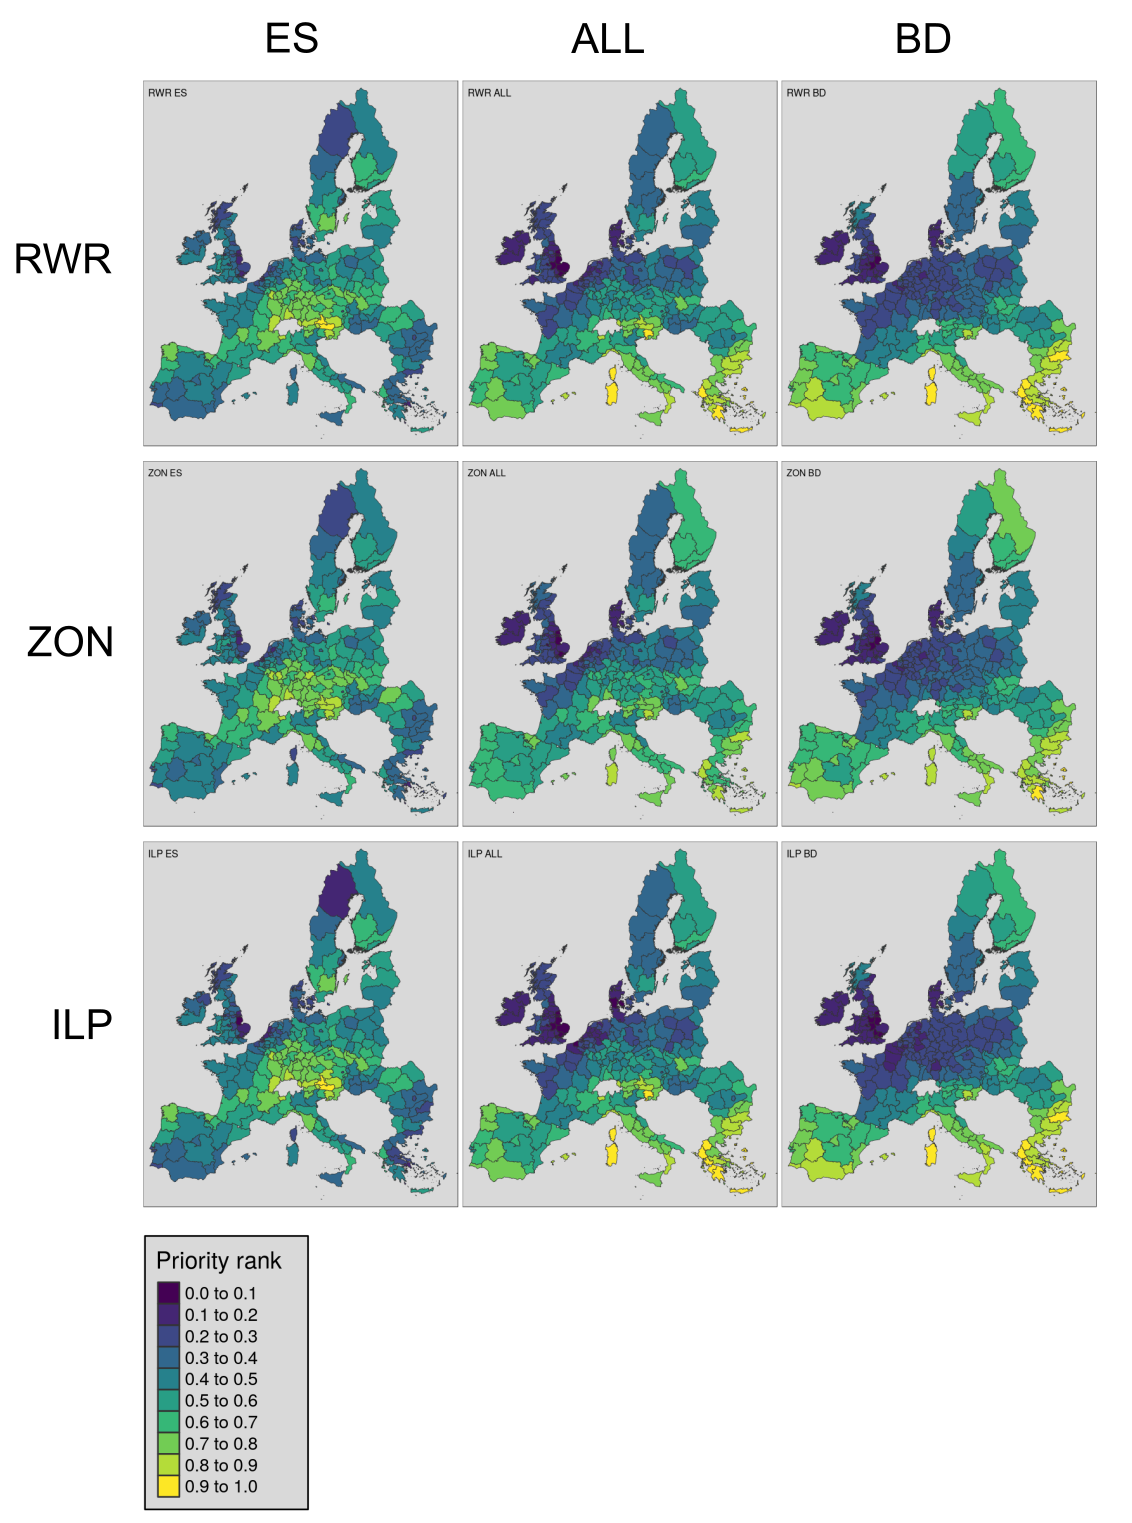 ES ALL BD
RWR
RWR ES
RWR ALL
RWR BD
ZON
ZON ES
ZON ALL
ZON BD
ILP
ILP ES
ILP ALL
ILP BD
Priority rank
0.0 to 0.1
0.1 to 0.2
0.2 to 0.3
0.3 to 0.4
0.4 to 0.5
0.5 to 0.6
0.6 to 0.7
0.7 to 0.8
0.8 to 0.9
0.9 to 1.0